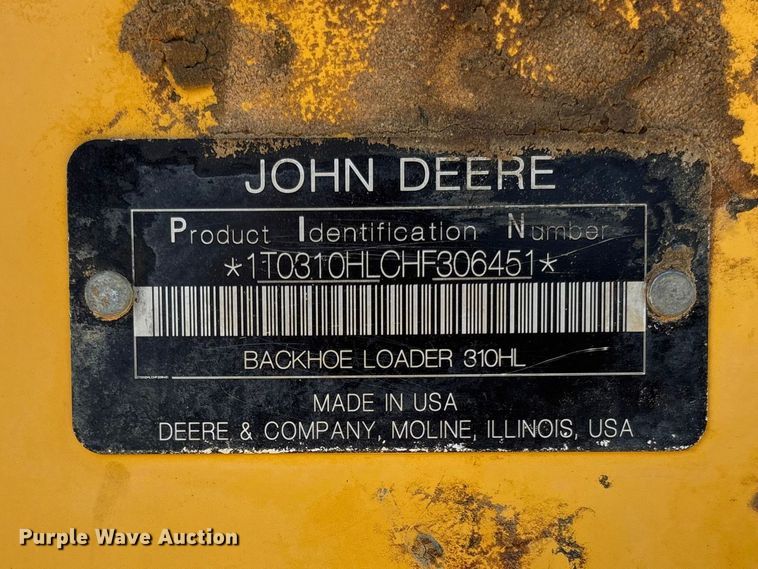 JOHN DEERE
Product Identification Number
*1T0310HLCHF306451*
BACKHOE LOADER 310HL
MADE IN USA
DEERE & COMPANY, MOLINE, ILLINOIS, USA
Purple Wave Auction